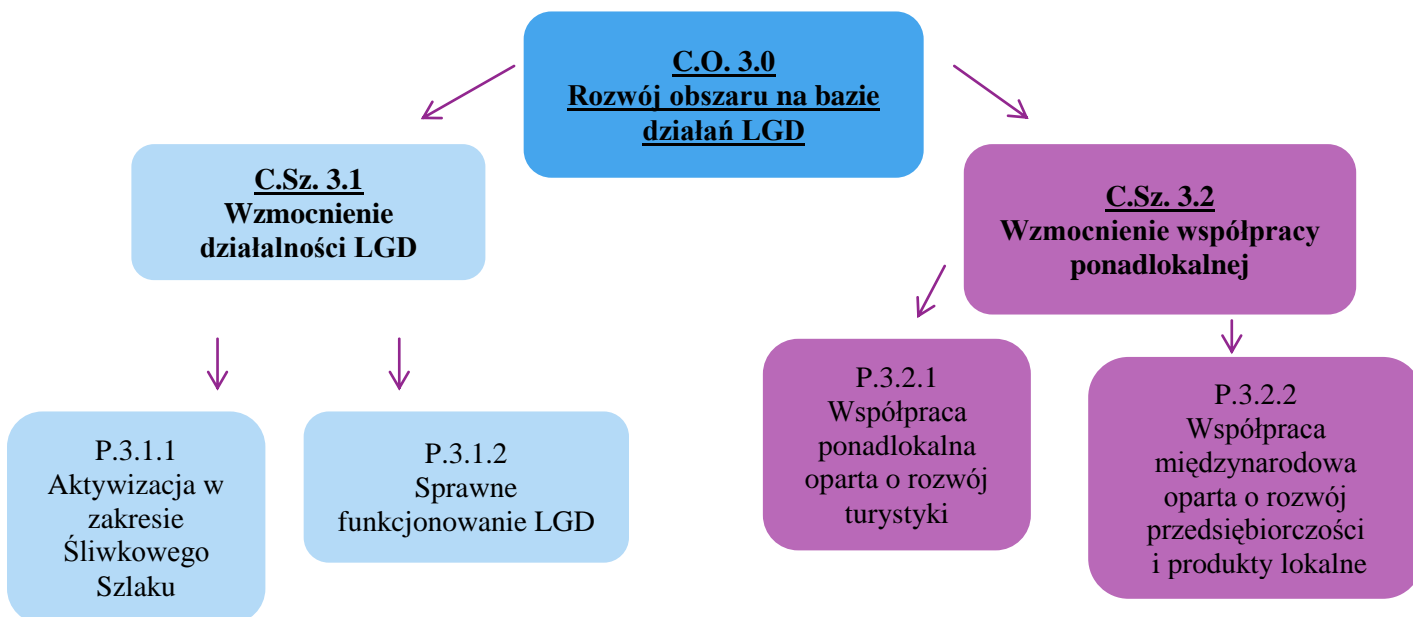 C.O. 3.0
Rozwój obszaru na bazie
działań LGD
C.Sz. 3.1
Wzmocnienie
działalności LGD
C.Sz. 3.2
Wzmocnienie współpracy
ponadlokalnej
P.3.1.1
Aktywizacja w
zakresie
Śliwkowego
Szlaku
P.3.1.2
Sprawne
funkcjonowanie LGD
P.3.2.1
Współpraca
ponadlokalna
oparta o rozwój
turystyki
P.3.2.2
Współpraca
międzynarodowa
oparta o rozwój
przedsiębiorczości
i produkty lokalne